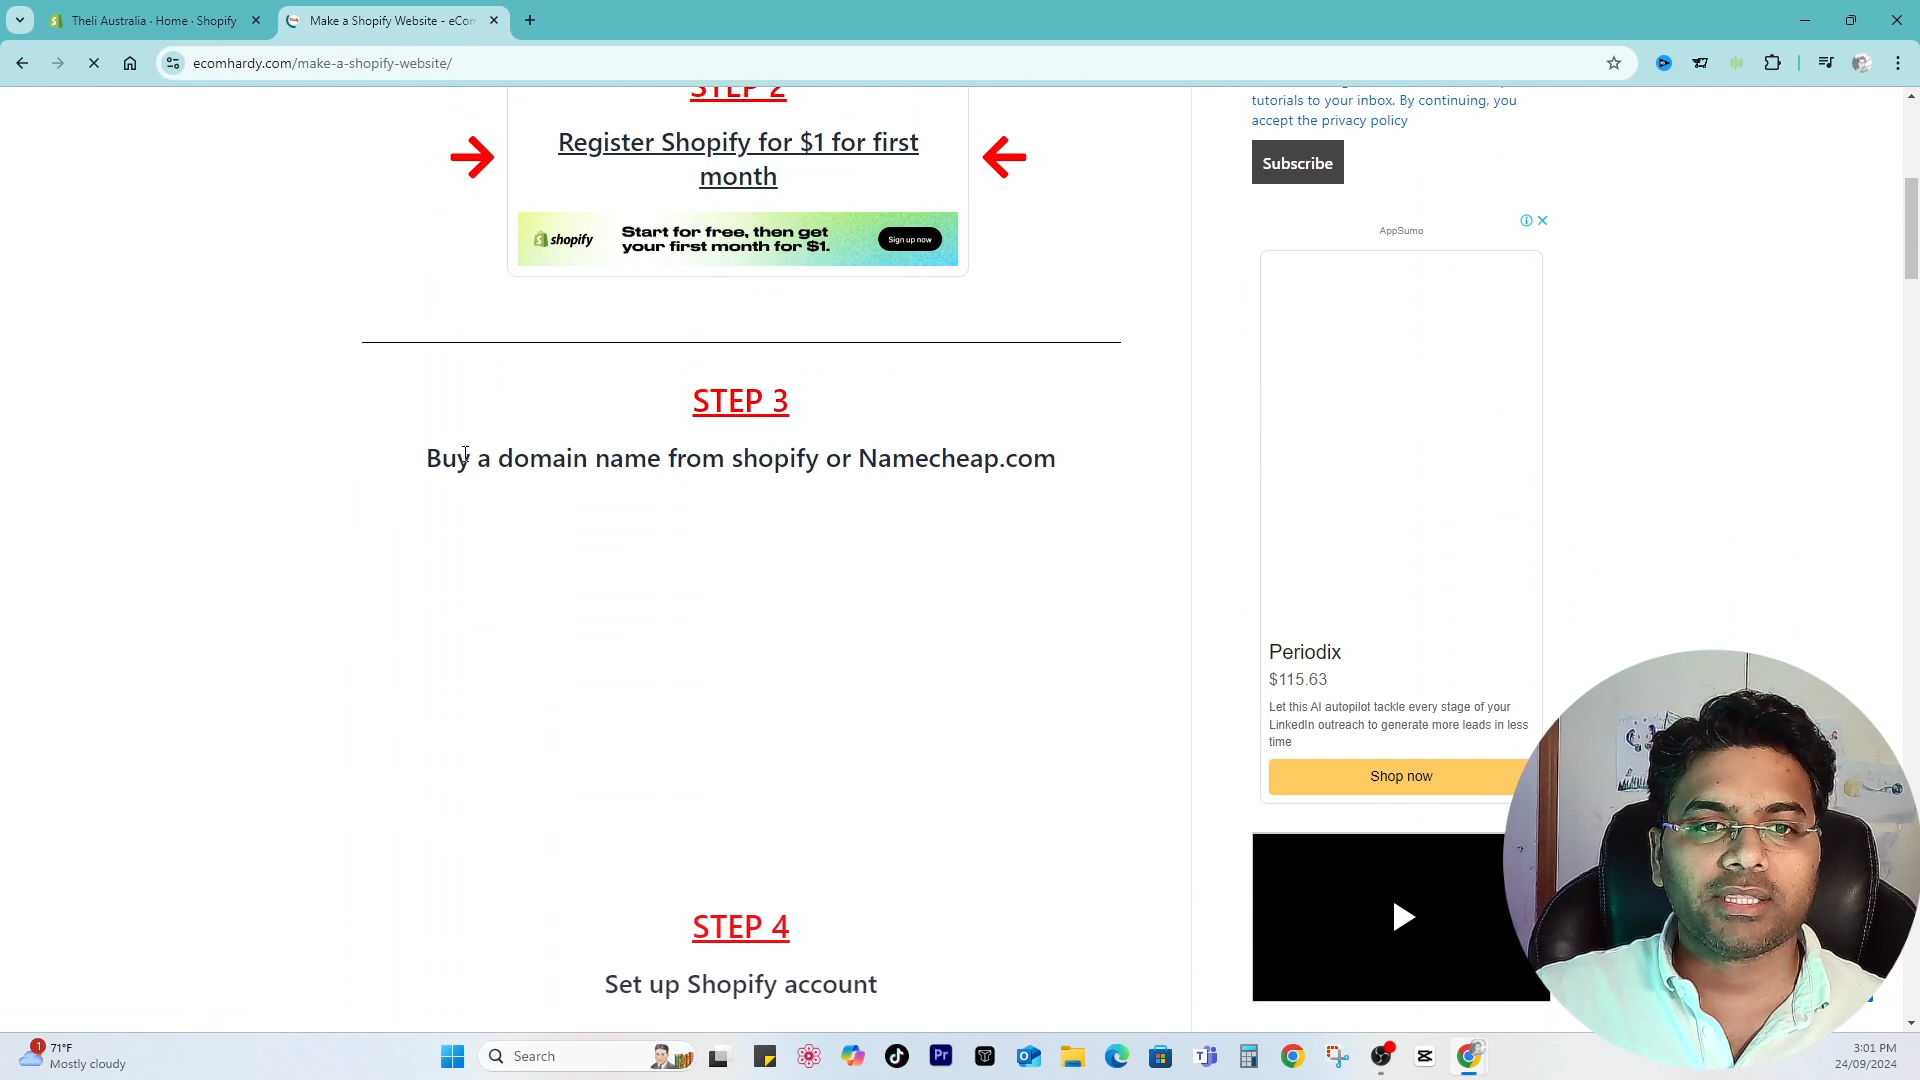 Theli Australia · Home · Shopify
Make a Shopify Website - eCon
ecomhardy.com/make-a-shopify-website/
STEP 2
Register Shopify for $1 for first
month
shopify
Start for free, then get
your first month for $1.
Sign up now
STEP 3
Buy a domain name from shopify or Namecheap.com
STEP 4
Set up Shopify account
tutorials to your inbox. By continuing, you
accept the privacy policy
Subscribe
AppSumo
Periodix
$115.63
Let this AI autopilot tackle every stage of your
LinkedIn outreach to generate more leads in less
time
Shop now
1
71°F
Mostly cloudy
Search
Pr
3:01 PM
24/09/2024